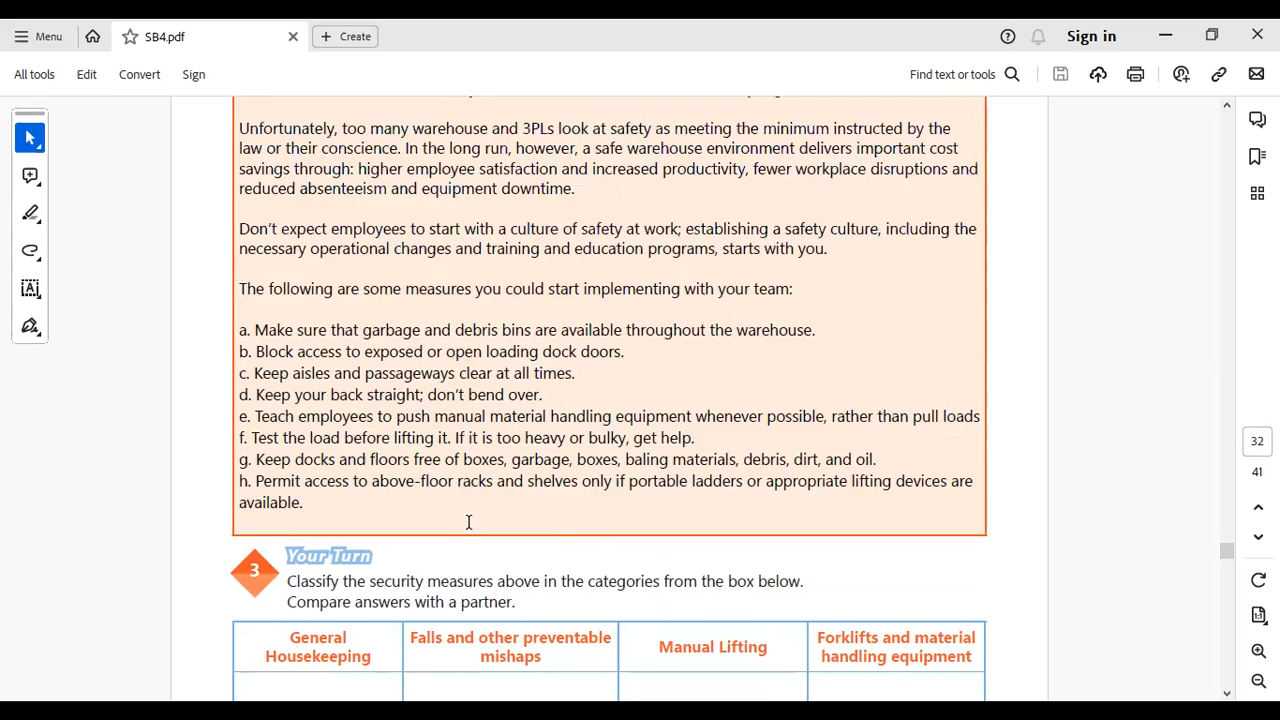 Menu
SB4.pdf
Create
Sign in
All tools
Edit
Convert
Sign
Find text or tools
Unfortunately, too many warehouse and 3PLs look at safety as meeting the minimum instructed by the
law or their conscience. In the long run, however, a safe warehouse environment delivers important cost
savings through: higher employee satisfaction and increased productivity, fewer workplace disruptions and
reduced absenteeism and equipment downtime.
Don't expect employees to start with a culture of safety at work; establishing a safety culture, including the
necessary operational changes and training and education programs, starts with you.
The following are some measures you could start implementing with your team:
a. Make sure that garbage and debris bins are available throughout the warehouse.
b. Block access to exposed or open loading dock doors.
c. Keep aisles and passageways clear at all times.
d. Keep your back straight; don't bend over.
e. Teach employees to push manual material handling equipment whenever possible, rather than pull loads
f. Test the load before lifting it. If it is too heavy or bulky, get help.
g. Keep docks and floors free of boxes, garbage, boxes, baling materials, debris, dirt, and oil.
h. Permit access to above-floor racks and shelves only if portable ladders or appropriate lifting devices are
available.
32
41
3
Your Turn
Classify the security measures above in the categories from the box below.
Compare answers with a partner.
General
Housekeeping
Falls and other preventable
mishaps
Manual Lifting
Forklifts and material
handling equipment